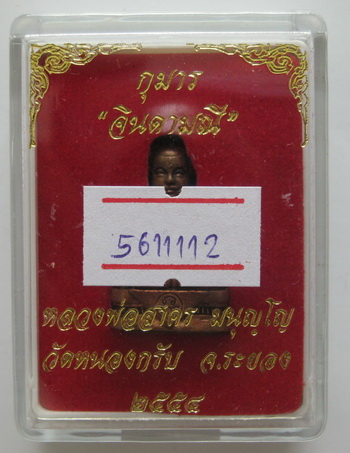 กุมาร
“จินดามณี”
5611112
หลวงพ่อสาคร มนุญโญ
วัดหนองกรับ จ.ระยอง
๒๕๕๔